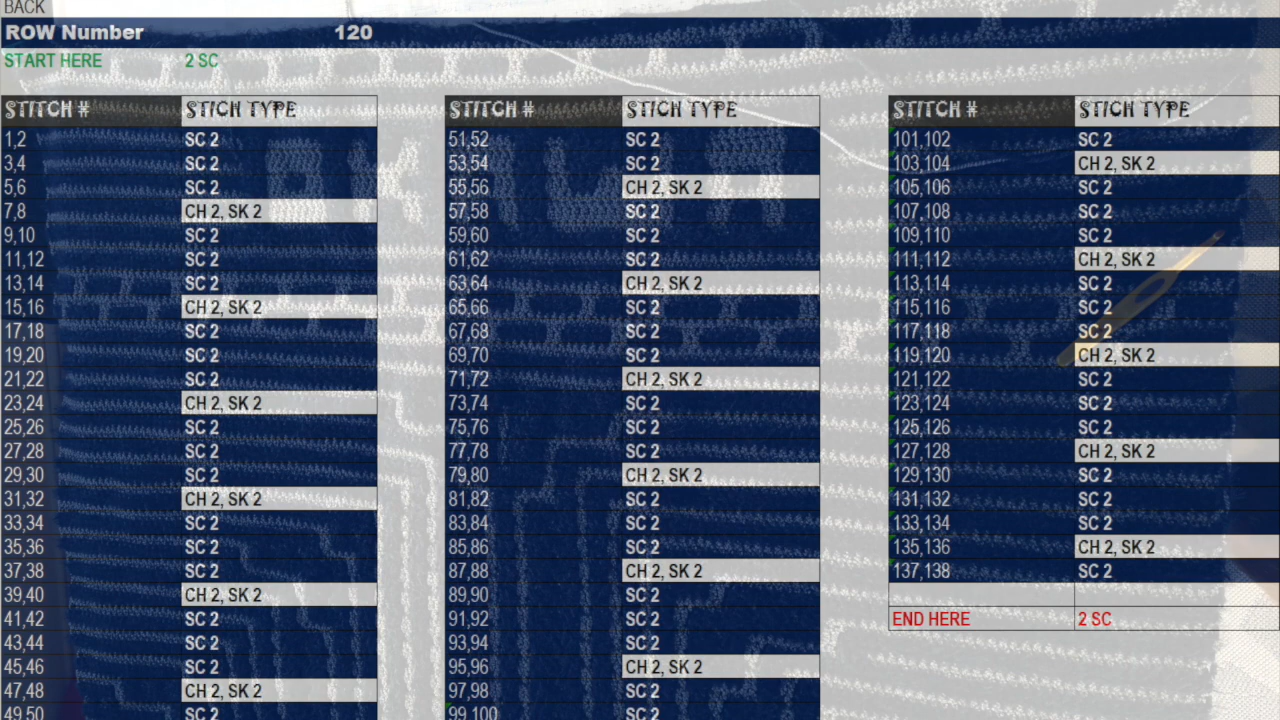 BACK
ROW Number 120
START HERE 2 SC
STITCH # STICH TYPE
1,2 SC 2
3,4 SC 2
5,6 SC 2
7,8 CH 2, SK 2
9,10 SC 2
11,12 SC 2
13,14 SC 2
15,16 CH 2, SK 2
17,18 SC 2
19,20 SC 2
21,22 SC 2
23,24 CH 2, SK 2
25,26 SC 2
27,28 SC 2
29,30 SC 2
31,32 CH 2, SK 2
33,34 SC 2
35,36 SC 2
37,38 SC 2
39,40 CH 2, SK 2
41,42 SC 2
43,44 SC 2
45,46 SC 2
47,48 CH 2, SK 2
49,50 SC 2
STITCH # STICH TYPE
51,52 SC 2
53,54 SC 2
55,56 CH 2, SK 2
57,58 SC 2
59,60 SC 2
61,62 SC 2
63,64 CH 2, SK 2
65,66 SC 2
67,68 SC 2
69,70 SC 2
71,72 CH 2, SK 2
73,74 SC 2
75,76 SC 2
77,78 SC 2
79,80 CH 2, SK 2
81,82 SC 2
83,84 SC 2
85,86 SC 2
87,88 CH 2, SK 2
89,90 SC 2
91,92 SC 2
93,94 SC 2
95,96 CH 2, SK 2
97,98 SC 2
99,100 SC 2
STITCH # STICH TYPE
101,102 SC 2
103,104 CH 2, SK 2
105,106 SC 2
107,108 SC 2
109,110 SC 2
111,112 CH 2, SK 2
113,114 SC 2
115,116 SC 2
117,118 SC 2
119,120 CH 2, SK 2
121,122 SC 2
123,124 SC 2
125,126 SC 2
127,128 CH 2, SK 2
129,130 SC 2
131,132 SC 2
133,134 SC 2
135,136 CH 2, SK 2
137,138 SC 2
END HERE 2 SC